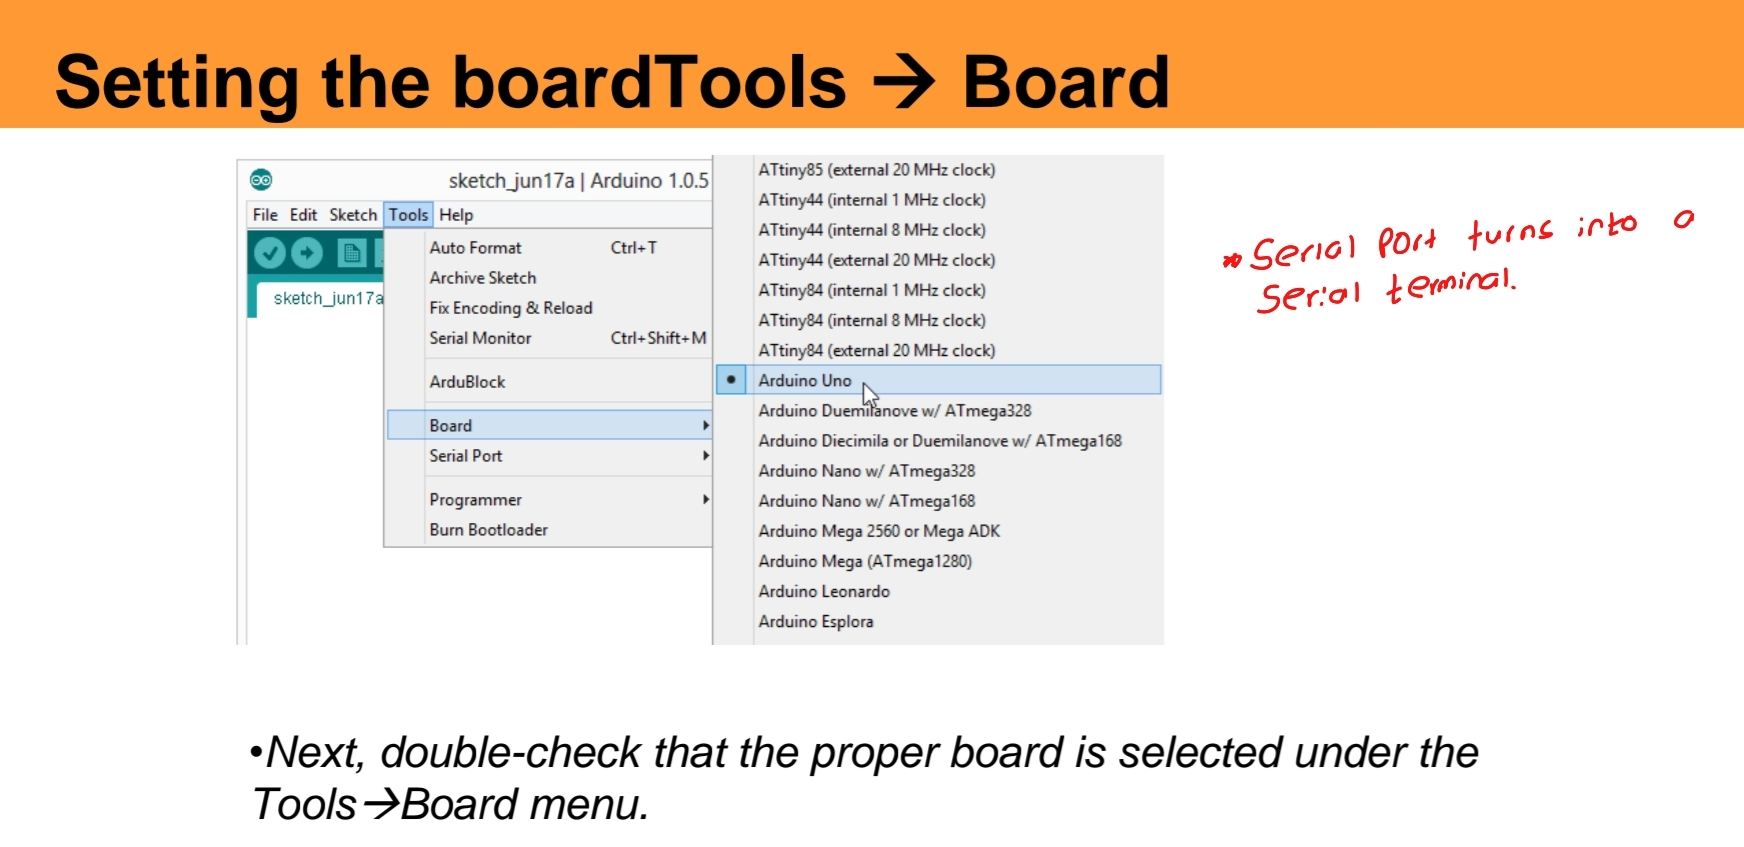 Setting the boardTools → Board
sketch_jun17a | Arduino 1.0.5
File Edit Sketch Tools Help
sketch_jun17a
Auto Format Ctrl+T
Archive Sketch
Fix Encoding & Reload
Serial Monitor Ctrl+Shift+M
ArduBlock
Board
Serial Port
Programmer
Burn Bootloader
ATtiny85 (external 20 MHz clock)
ATtiny44 (internal 1 MHz clock)
ATtiny44 (internal 8 MHz clock)
ATtiny44 (external 20 MHz clock)
ATtiny84 (internal 1 MHz clock)
ATtiny84 (internal 8 MHz clock)
ATtiny84 (external 20 MHz clock)
Arduino Uno
Arduino Duemilanove w/ ATmega328
Arduino Diecimila or Duemilanove w/ ATmega168
Arduino Nano w/ ATmega328
Arduino Nano w/ ATmega168
Arduino Mega 2560 or Mega ADK
Arduino Mega (ATmega1280)
Arduino Leonardo
Arduino Esplora
* Serial Port turns into a
Serial terminal.
•Next, double-check that the proper board is selected under the
Tools→Board menu.